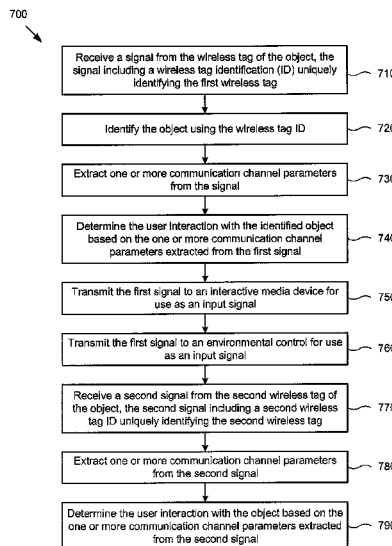 700
Receive a signal from the wireless tag of the object, the
signal including a wireless tag identification (ID) uniquely
identifying the first wireless tag
710
Identify the object using the wireless tag ID
720
Extract one or more communication channel parameters
from the signal
730
Determine the user interaction with the identified object
based on the one or more communication channel
parameters extracted from the first signal
740
Transmit the first signal to an interactive media device for
use as an input signal
750
Transmit the first signal to an environmental control for use
as an input signal
760
Receive a second signal from the second wireless tag of
the object, the second signal including a second wireless
tag ID uniquely identifying the second wireless tag
770
Extract one or more communication channel parameters
from the second signal
780
Determine the user interaction with the object based on the
one or more communication channel parameters extracted
from the second signal
790